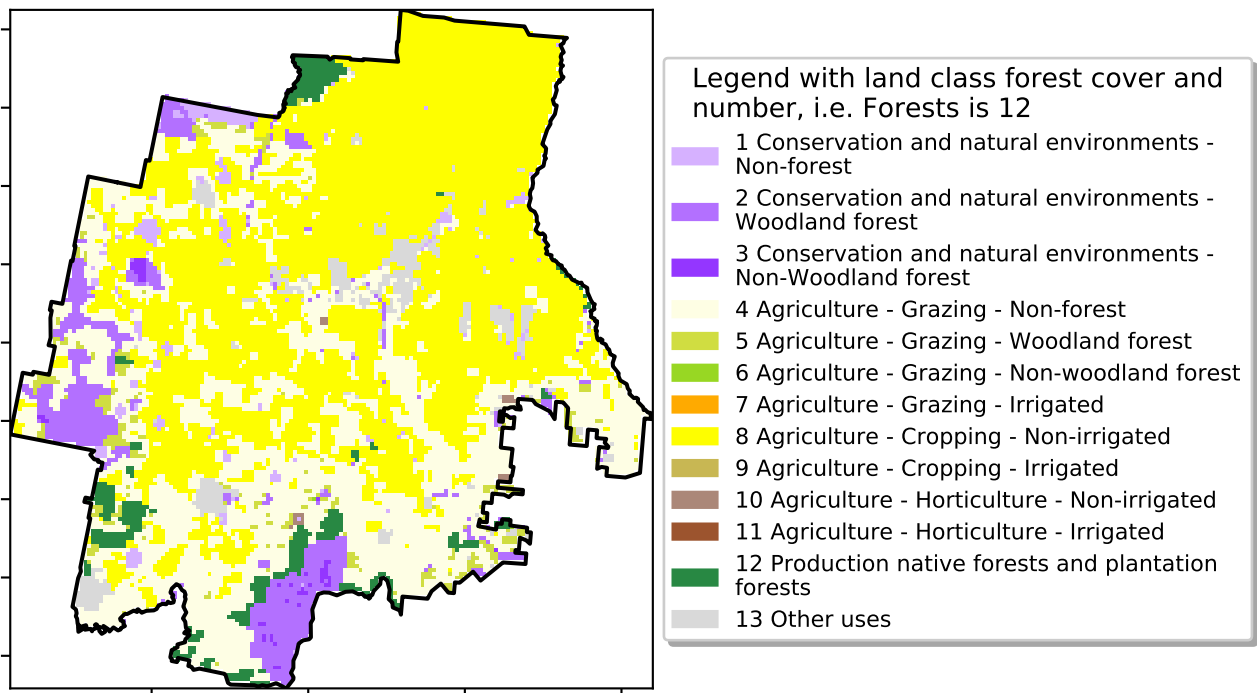 Legend with land class forest cover and
number, i.e. Forests is 12
1 Conservation and natural environments -
Non-forest
2 Conservation and natural environments -
Woodland forest
3 Conservation and natural environments -
Non-Woodland forest
4 Agriculture - Grazing - Non-forest
5 Agriculture - Grazing - Woodland forest
6 Agriculture - Grazing - Non-woodland forest
7 Agriculture - Grazing - Irrigated
8 Agriculture - Cropping - Non-irrigated
9 Agriculture - Cropping - Irrigated
10 Agriculture - Horticulture - Non-irrigated
11 Agriculture - Horticulture - Irrigated
12 Production native forests and plantation
forests
13 Other uses